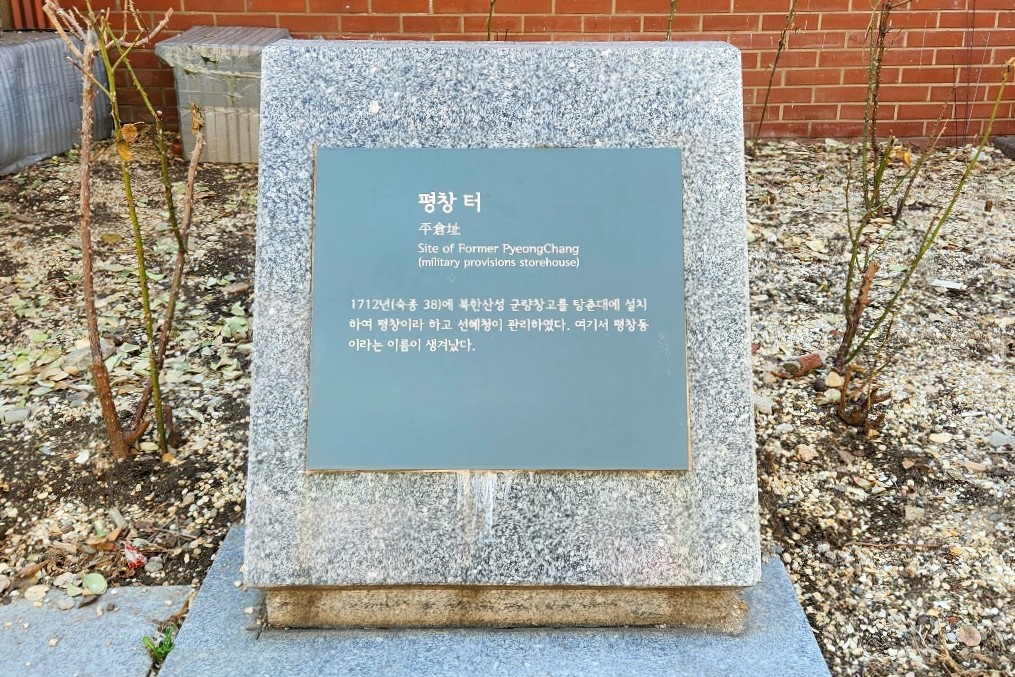 평창 터
平倉址
Site of Former PyeongChang
(military provisions storehouse)
1712년(숙종 38)에 북한산성 군량창고를 탕춘대에 설치
하여 평창이라 하고 선혜청이 관리하였다. 여기서 평창동
이라는 이름이 생겨났다.